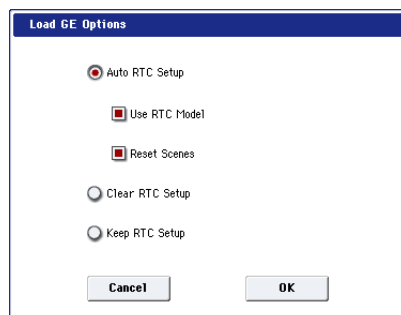 Load GE Options
Auto RTC Setup
Use RTC Model
Reset Scenes
Clear RTC Setup
Keep RTC Setup
Cancel OK